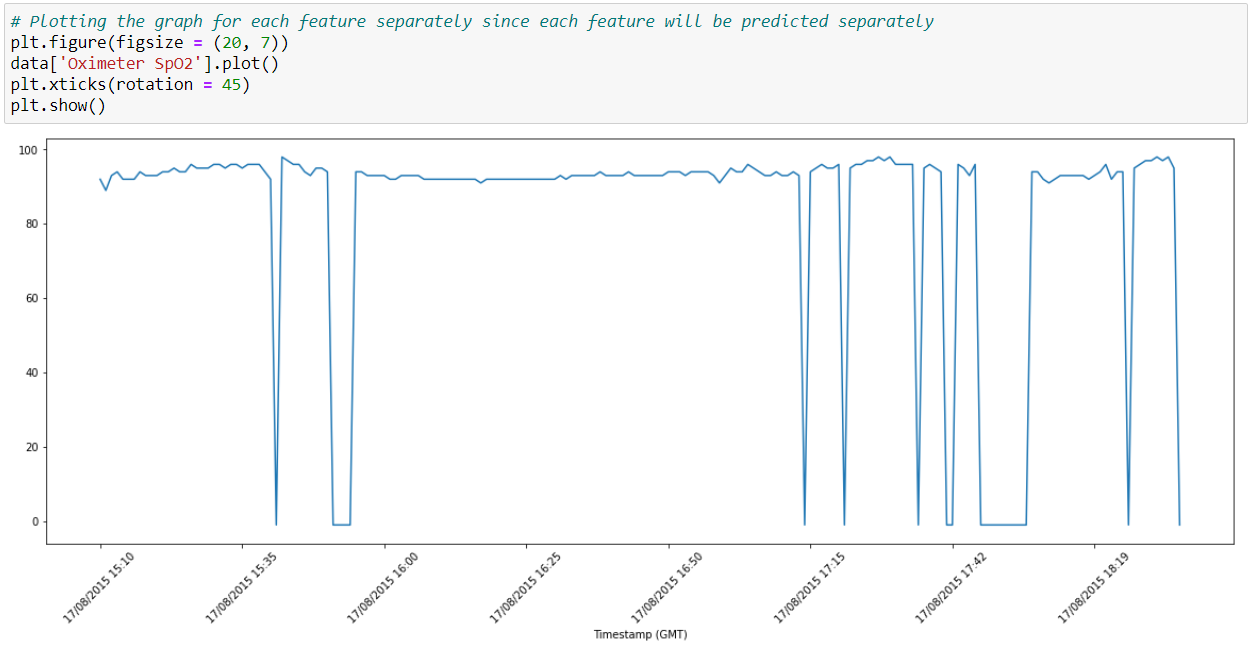 # Plotting the graph for each feature separately since each feature will be predicted separately
plt.figure(figsize = (20, 7))
data['Oximeter SpO2'].plot()
plt.xticks(rotation = 45)
plt.show()
100
80
60
40
20
0
17/08/2015 15:10
17/08/2015 15:35
17/08/2015 16:00
17/08/2015 16:25
17/08/2015 16:50
17/08/2015 17:15
17/08/2015 17:42
17/08/2015 18:19
Timestamp (GMT)